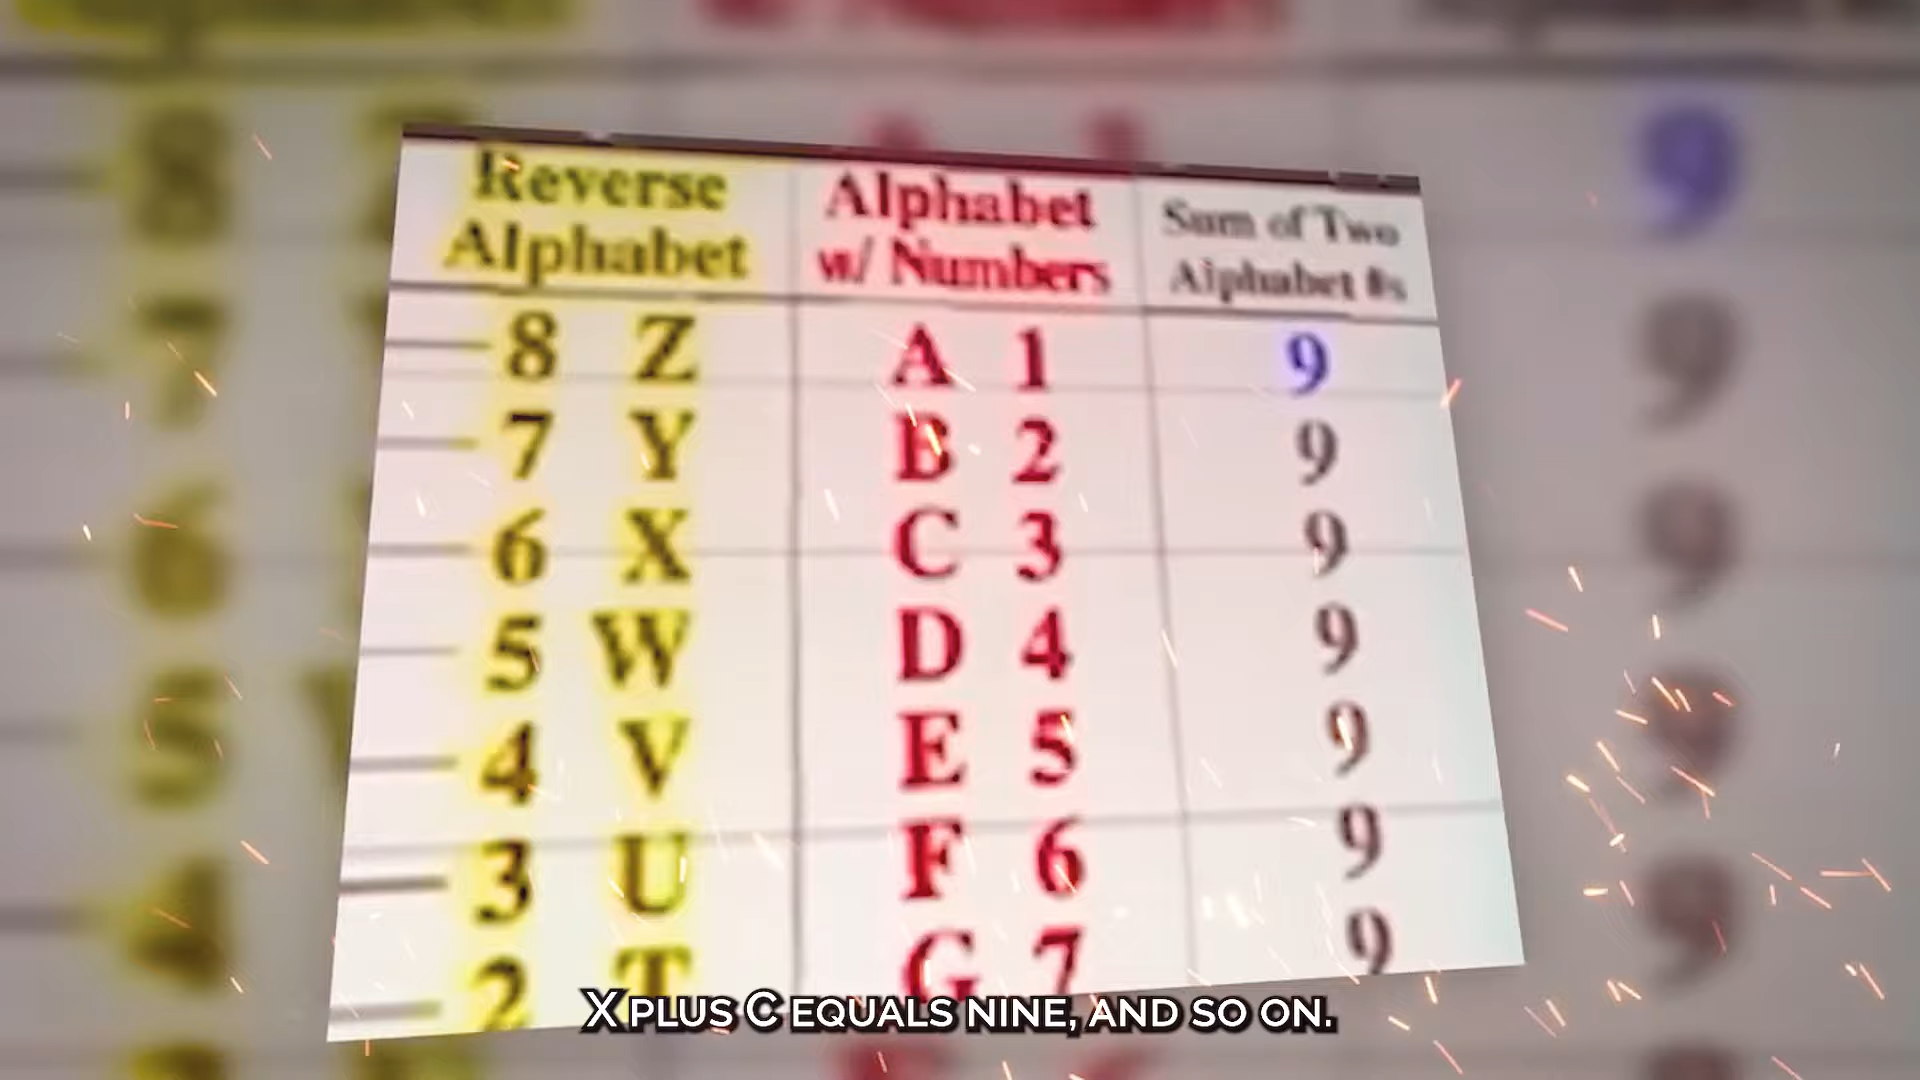 Reverse Alphabet
Alphabet w/ Numbers
Sum of Two Alphabet #s
8 Z A 1 9
7 Y B 2 9
6 X C 3 9
5 W D 4 9
4 V E 5 9
3 U F 6 9
2 T G 7 9
X PLUS C EQUALS NINE, AND SO ON.